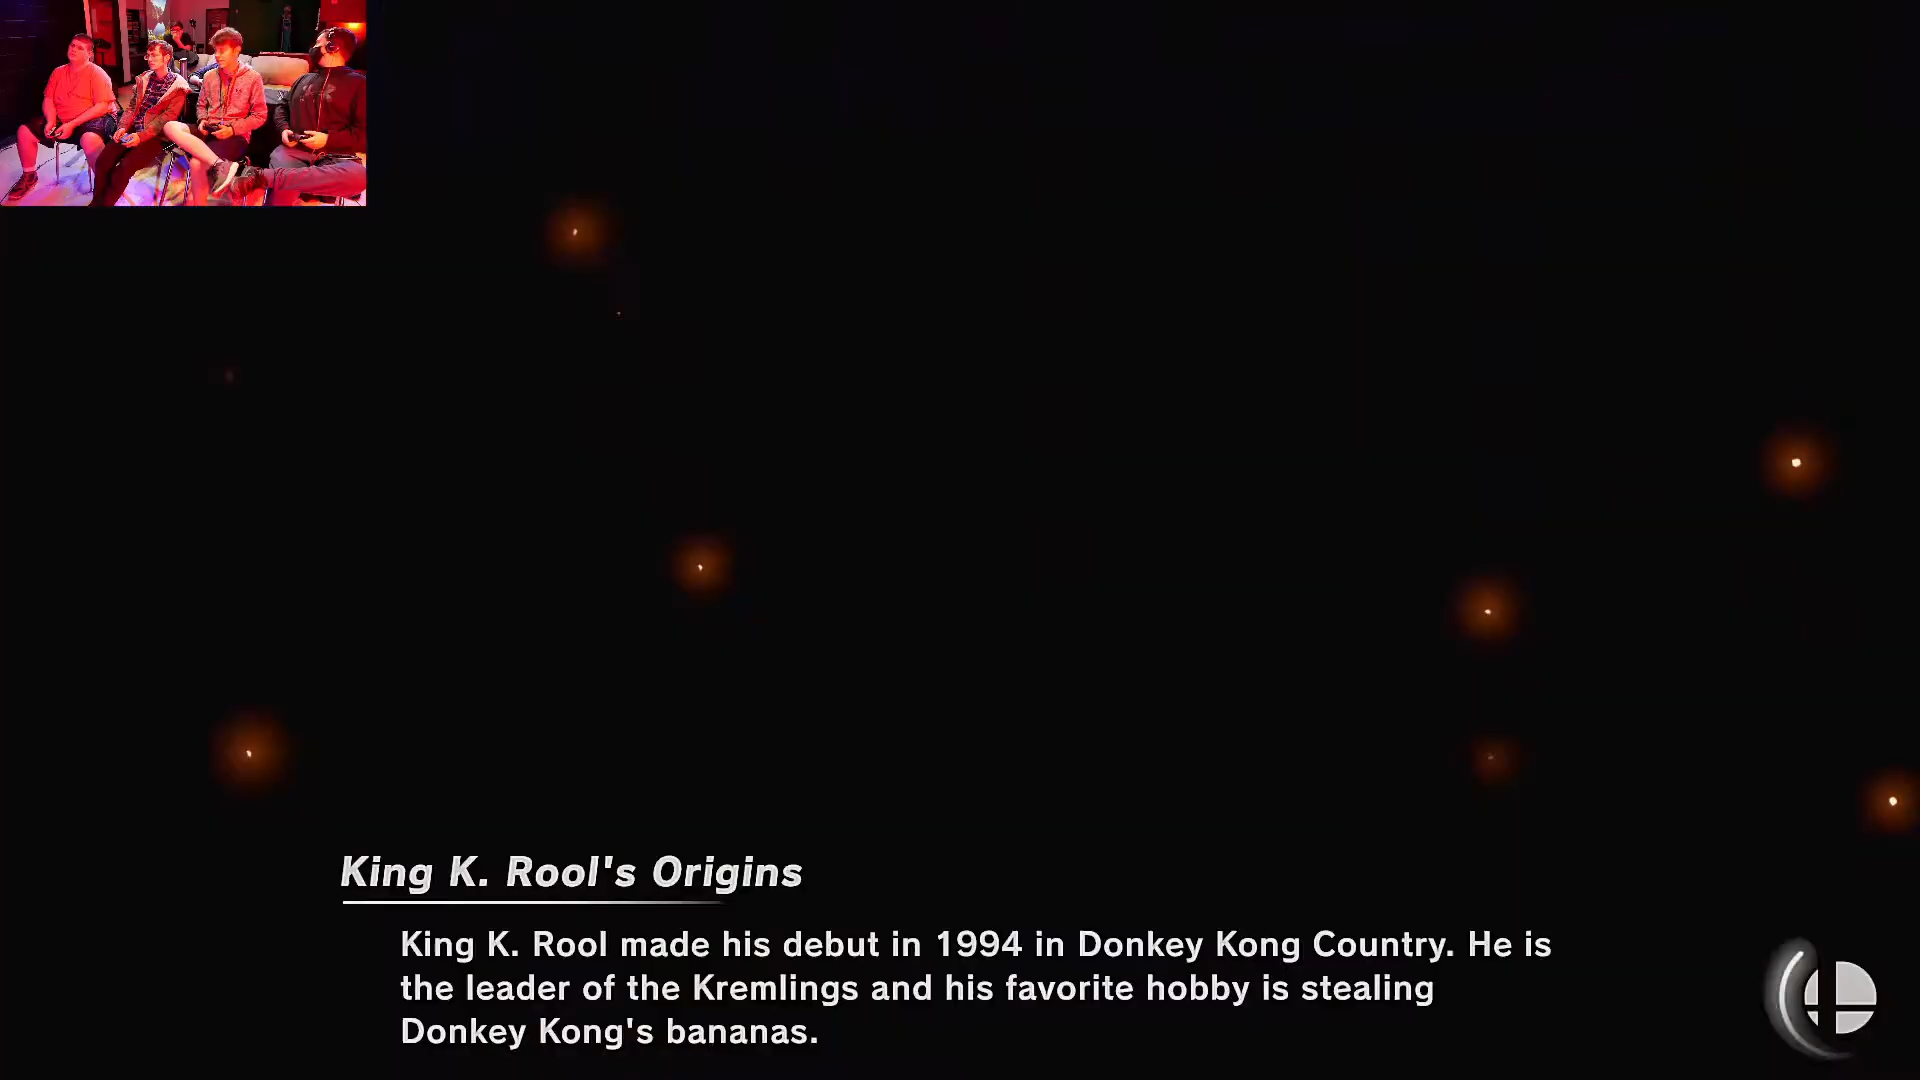 King K. Rool's Origins
King K. Rool made his debut in 1994 in Donkey Kong Country. He is
the leader of the Kremlings and his favorite hobby is stealing
Donkey Kong's bananas.